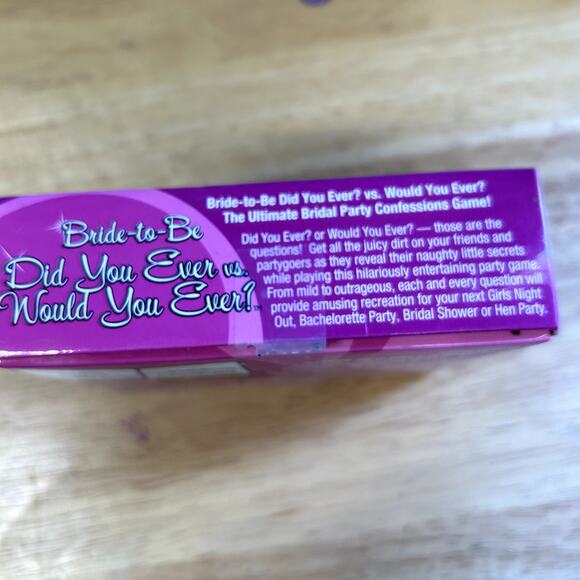 Bride-to-Be
Did You Ever vs.
Would You Ever?™
Bride-to-Be Did You Ever? vs. Would You Ever?
The Ultimate Bridal Party Confessions Game!
Did You Ever? or Would You Ever? — those are the
questions! Get all the juicy dirt on your friends and
partygoers as they reveal their naughty little secrets
while playing this hilariously entertaining party game.
From mild to outrageous, each and every question will
provide amusing recreation for your next Girls Night
Out, Bachelorette Party, Bridal Shower or Hen Party.